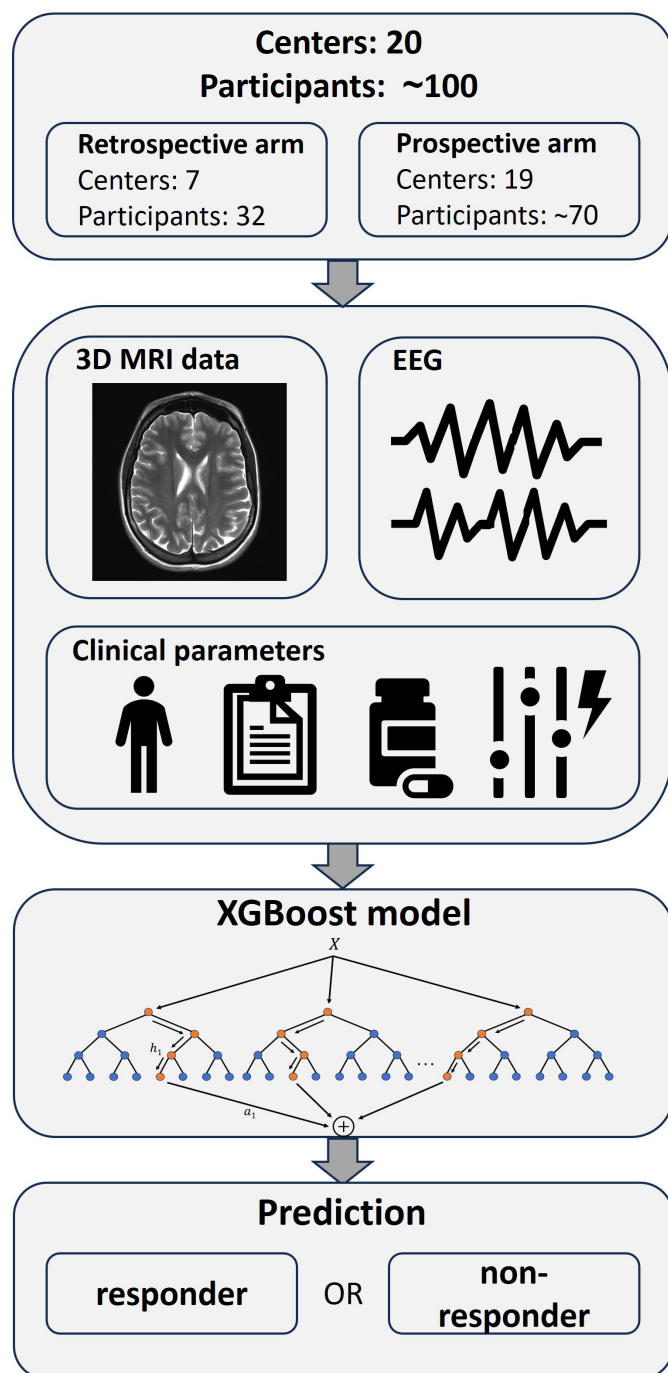 Centers: 20
Participants: ~100
Retrospective arm
Centers: 7
Participants: 32
Prospective arm
Centers: 19
Participants: ~70
3D MRI data
EEG
Clinical parameters
XGBoost model
X
h₁
...
a₁
+
Prediction
responder
OR
non-
responder